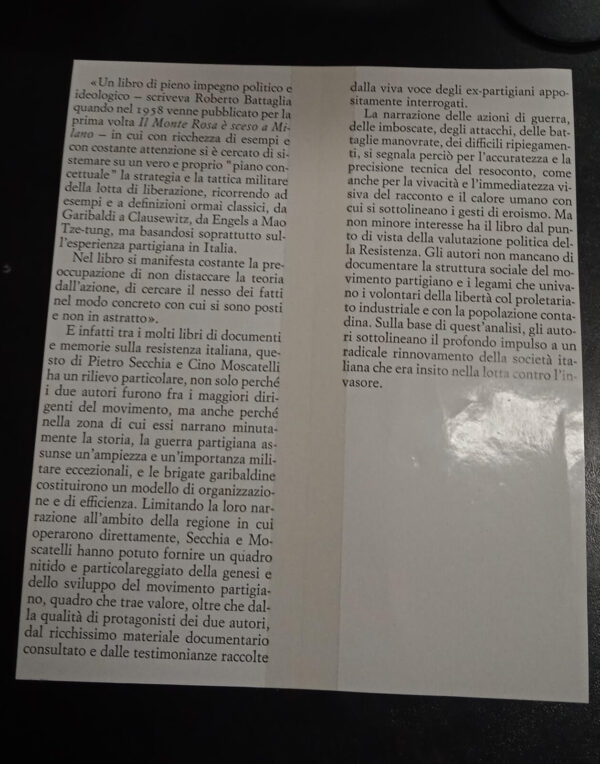 «Un libro di pieno impegno politico e
ideologico – scriveva Roberto Battaglia
quando nel 1958 venne pubblicato per la
prima volta Il Monte Rosa è sceso a Mi-
lano – in cui con ricchezza di esempi e
con costante attenzione si è cercato di si-
stemare su un vero e proprio "piano con-
cettuale" la strategia e la tattica militare
della lotta di liberazione, ricorrendo ad
esempi e a definizioni ormai classici, da
Garibaldi a Clausewitz, da Engels a Mao
Tze-tung, ma basandosi soprattutto sul-
l'esperienza partigiana in Italia.
Nel libro si manifesta costante la pre-
occupazione di non distaccare la teoria
dall'azione, di cercare il nesso dei fatti
nel modo concreto con cui si sono posti
e non in astratto».
E infatti tra i molti libri di documenti
e memorie sulla resistenza italiana, que-
sto di Pietro Secchia e Cino Moscatelli
ha un rilievo particolare, non solo perché
i due autori furono fra i maggiori diri-
genti del movimento, ma anche perché
nella zona di cui essi narrano minuta-
mente la storia, la guerra partigiana as-
sunse un'ampiezza e un'importanza mili-
tare eccezionali, e le brigate garibaldine
costituirono un modello di organizzazio-
ne e di efficienza. Limitando la loro nar-
razione all'ambito della regione in cui
operarono direttamente, Secchia e Mo-
scatelli hanno potuto fornire un quadro
nitido e particolareggiato della genesi e
dello sviluppo del movimento partigia-
no, quadro che trae valore, oltre che dal-
la qualità di protagonisti dei due autori,
dal ricchissimo materiale documentario
consultato e dalle testimonianze raccolte
dalla viva voce degli ex-partigiani appo-
sitamente interrogati.
La narrazione delle azioni di guerra,
delle imboscate, degli attacchi, delle bat-
taglie manovrate, dei difficili ripiegamen-
ti, si segnala perciò per l'accuratezza e la
precisione tecnica del resoconto, come
anche per la vivacità e l'immediatezza vi-
siva del racconto e il calore umano con
cui si sottolineano i gesti di eroismo. Ma
non minore interesse ha il libro dal pun-
to di vista della valutazione politica del-
la Resistenza. Gli autori non mancano di
documentare la struttura sociale del mo-
vimento partigiano e i legami che univa-
no i volontari della libertà col proletaria-
to industriale e con la popolazione conta-
dina. Sulla base di quest'analisi, gli auto-
ri sottolineano il profondo impulso a un
radicale rinnovamento della società ita-
liana che era insito nella lotta contro l'in-
vasore.